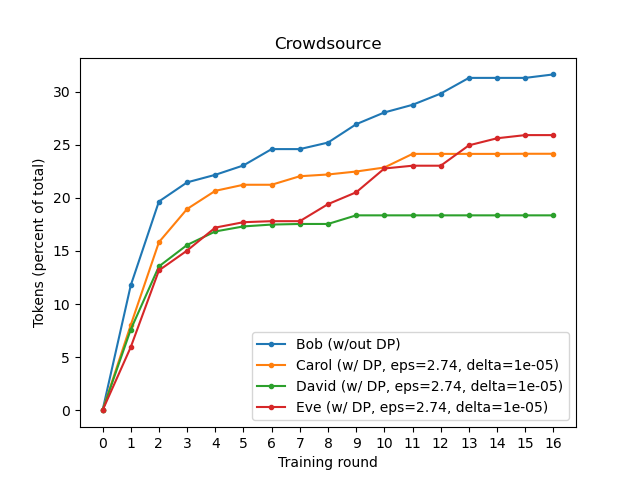 Crowdsource
Tokens (percent of total)
30
25
20
15
10
5
0
Bob (w/out DP)
Carol (w/ DP, eps=2.74, delta=1e-05)
David (w/ DP, eps=2.74, delta=1e-05)
Eve (w/ DP, eps=2.74, delta=1e-05)
0 1 2 3 4 5 6 7 8 9 10 11 12 13 14 15 16
Training round